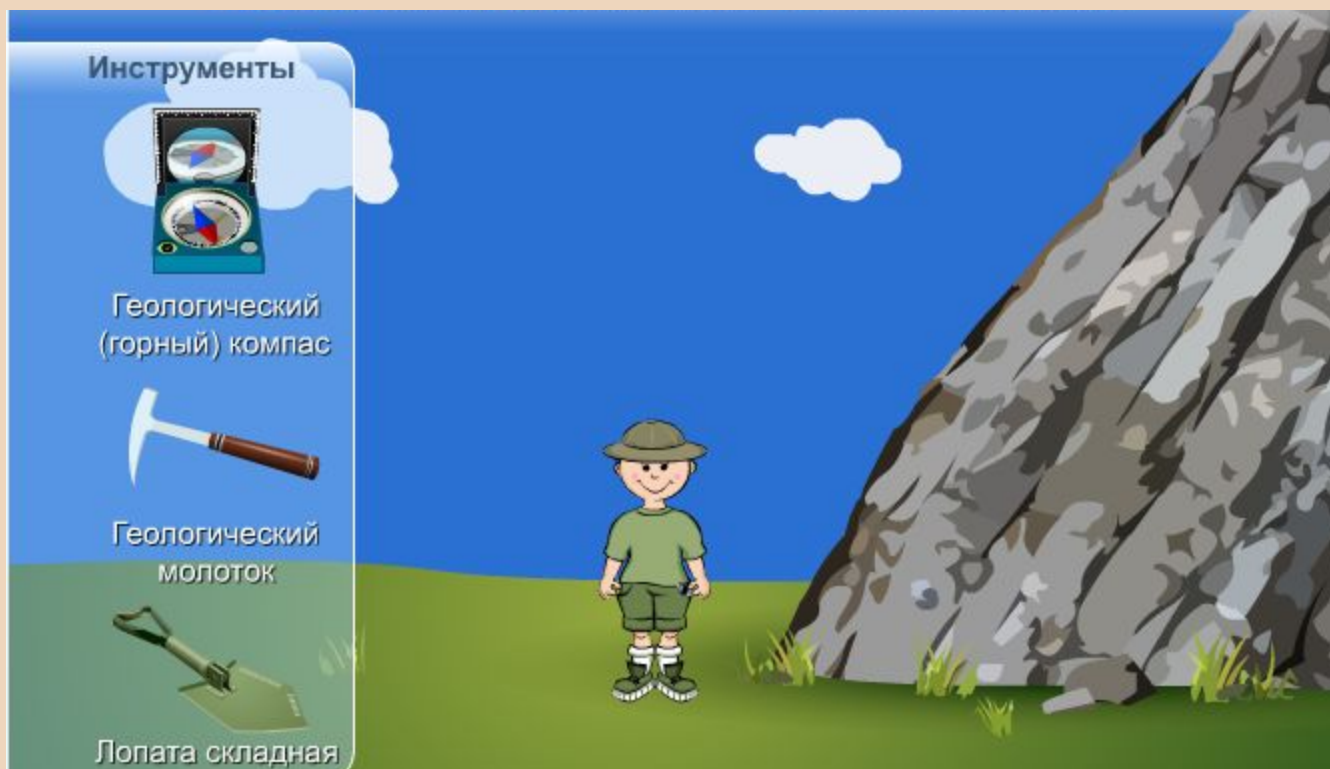 Инструменты
Геологический
(горный) компас
Геологический
молоток
Лопата складная